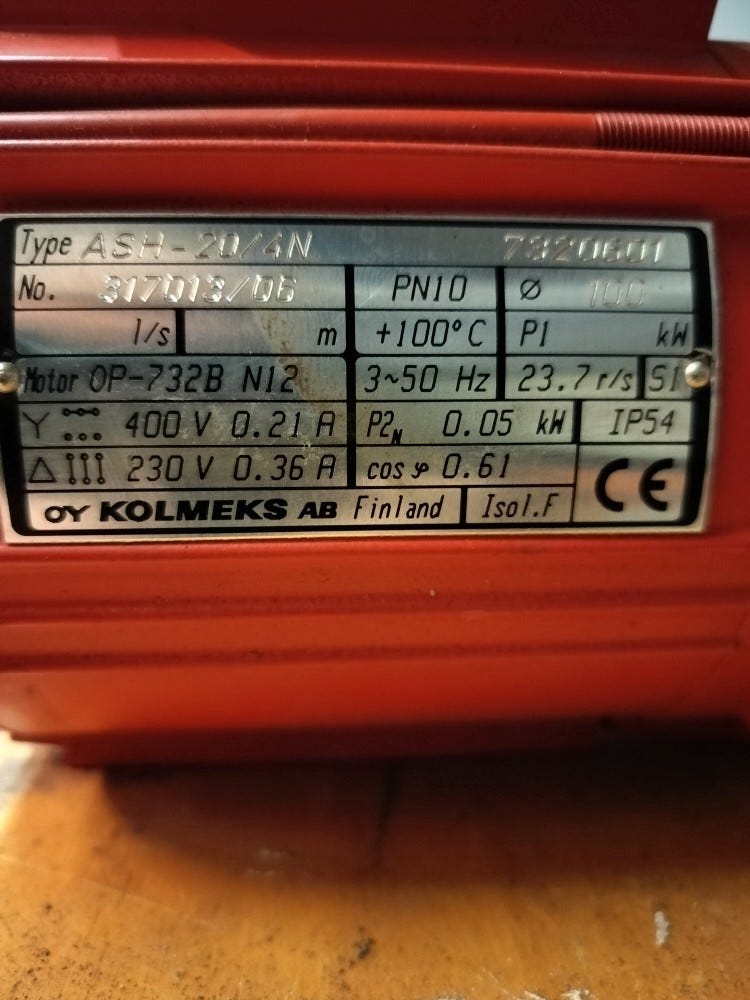 Type ASH-20/4N 7320601
No. 317013/06 PN10 Ø 100
l/s m +100°C P1 kW
Motor OP-732B N12 3~50 Hz 23.7 r/s S1
Y 400 V 0.21 A P2N 0.05 kW IP54
△ 230 V 0.36 A cos φ 0.61 CE
OY KOLMEKS AB Finland Isol.F